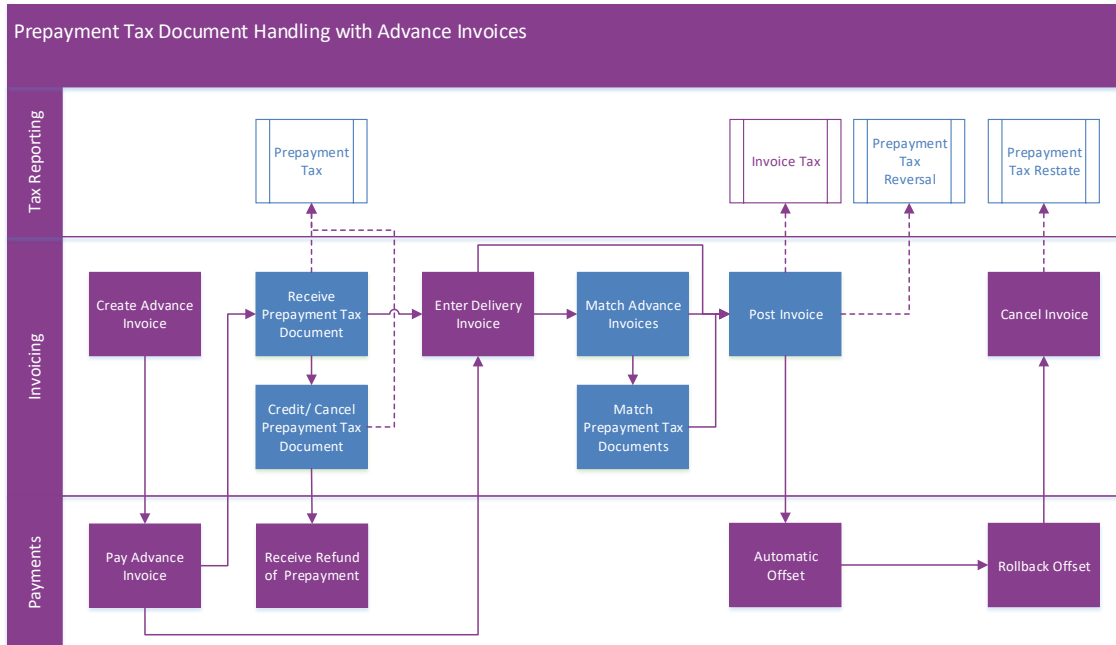 Prepayment Tax Document Handling with Advance Invoices
Tax Reporting
Prepayment
Tax
Invoice Tax
Prepayment
Tax
Reversal
Prepayment
Tax Restate
Invoicing
Create Advance
Invoice
Receive
Prepayment Tax
Document
Enter Delivery
Invoice
Match Advance
Invoices
Post Invoice
Cancel Invoice
Credit/ Cancel
Prepayment Tax
Document
Match
Prepayment Tax
Documents
Payments
Pay Advance
Invoice
Receive Refund
of Prepayment
Automatic
Offset
Rollback Offset